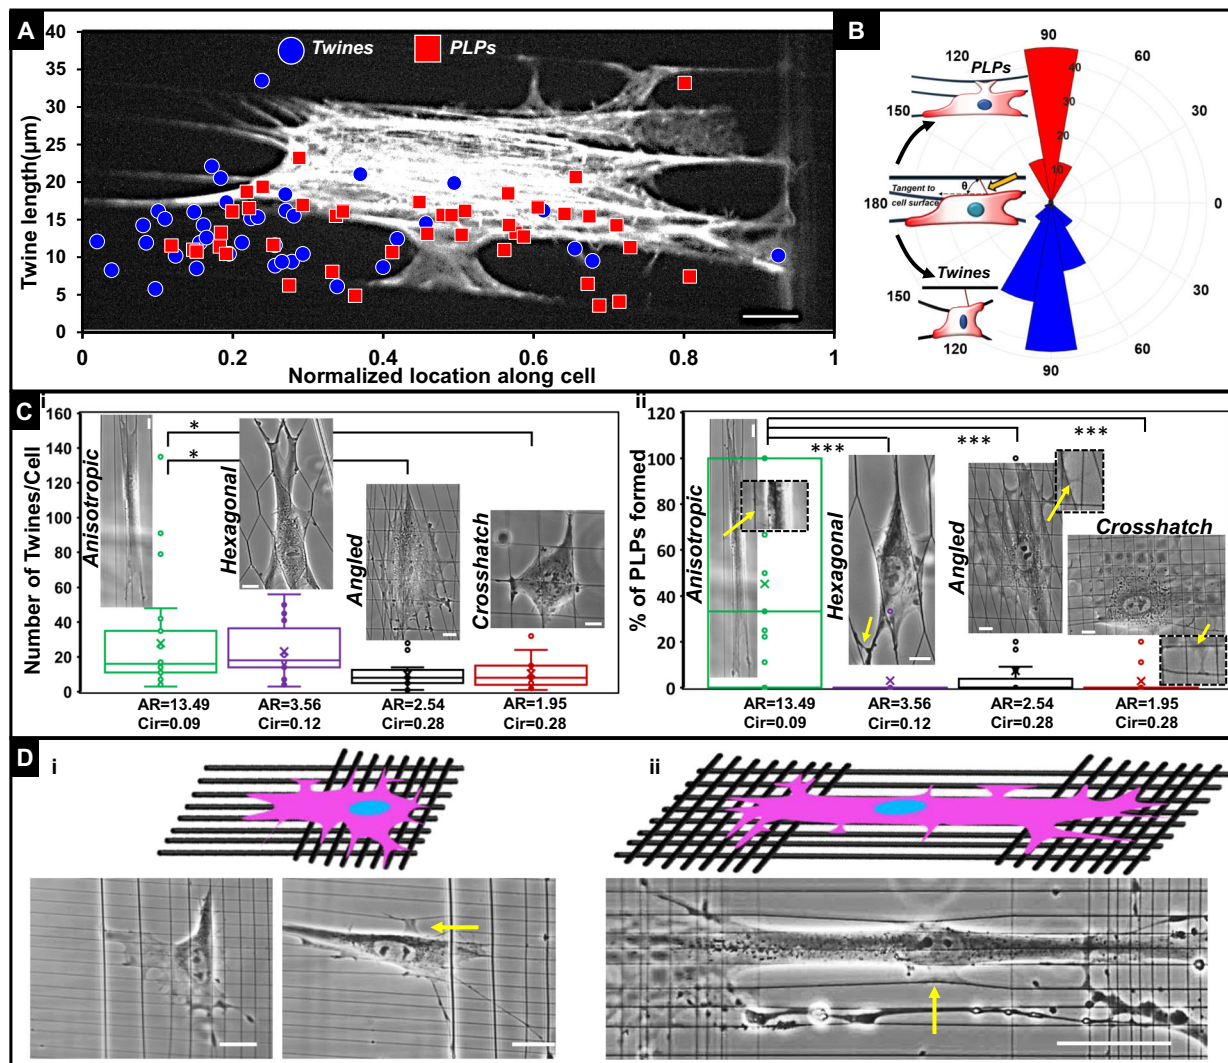 A
Twines
PLPs
Twine length(μm)
40
35
30
25
20
15
10
5
0
0
0.2
0.4
0.6
0.8
1
Normalized location along cell
B
90
120
60
PLPs
150
30
40
30
20
10
θ
Tangent to
cell surface
180
0
Twines
150
30
120
60
90
C
i
Number of Twines/Cell
160
140
120
100
80
60
40
20
0
*
*
Anisotropic
Hexagonal
Angled
Crosshatch
AR=13.49
Cir=0.09
AR=3.56
Cir=0.12
AR=2.54
Cir=0.28
AR=1.95
Cir=0.28
ii
% of PLPs formed
120
100
80
60
40
20
0
***
***
***
Anisotropic
Hexagonal
Angled
Crosshatch
AR=13.49
Cir=0.09
AR=3.56
Cir=0.12
AR=2.54
Cir=0.28
AR=1.95
Cir=0.28
D
i
ii